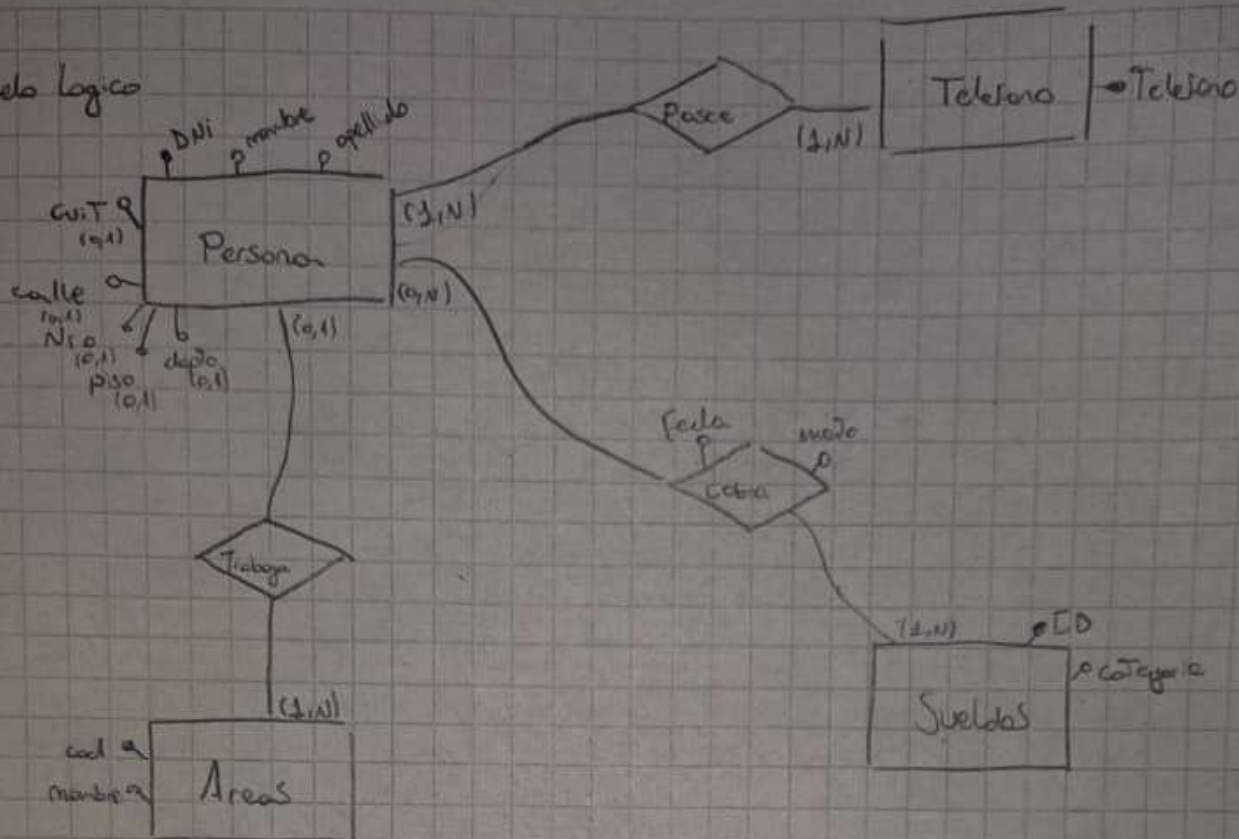 elo Logico
DNi
nombre
apellido
CuiT
(0,1)
Persona
calle
(0,1)
Nro
(0,1)
piso
(0,1)
depto
(0,1)
(1,N)
(0,N)
(0,1)
Posee
(1,N)
Telefono
Telefono
Fecha
monto
Cobra
(1,N)
ID
categoria
Sueldos
Trabaja
(1,N)
cod
nombre
Areas